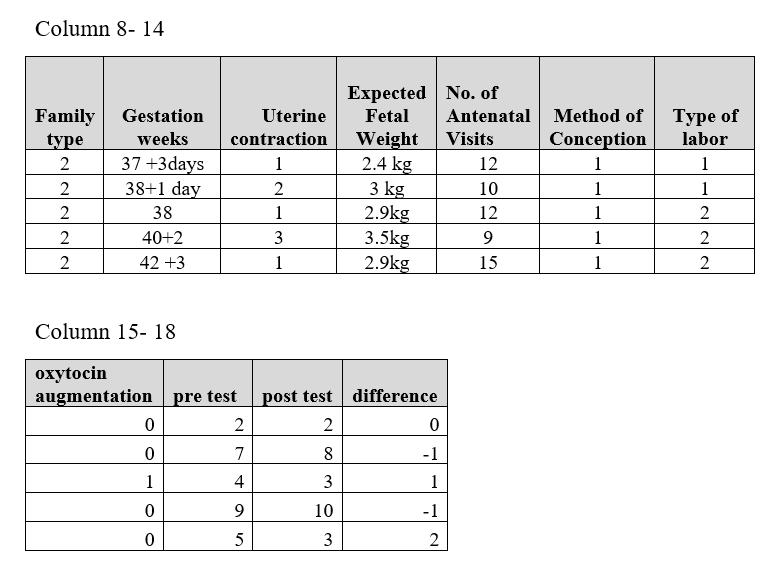 Column 8- 14
Family type Gestation weeks Uterine contraction Expected Fetal Weight No. of Antenatal Visits Method of Conception Type of labor
2 37 +3days 1 2.4 kg 12 1 1
2 38+1 day 2 3 kg 10 1 1
2 38 1 2.9kg 12 1 2
2 40+2 3 3.5kg 9 1 2
2 42 +3 1 2.9kg 15 1 2
Column 15- 18
oxytocin augmentation pre test post test difference
0 2 2 0
0 7 8 -1
1 4 3 1
0 9 10 -1
0 5 3 2